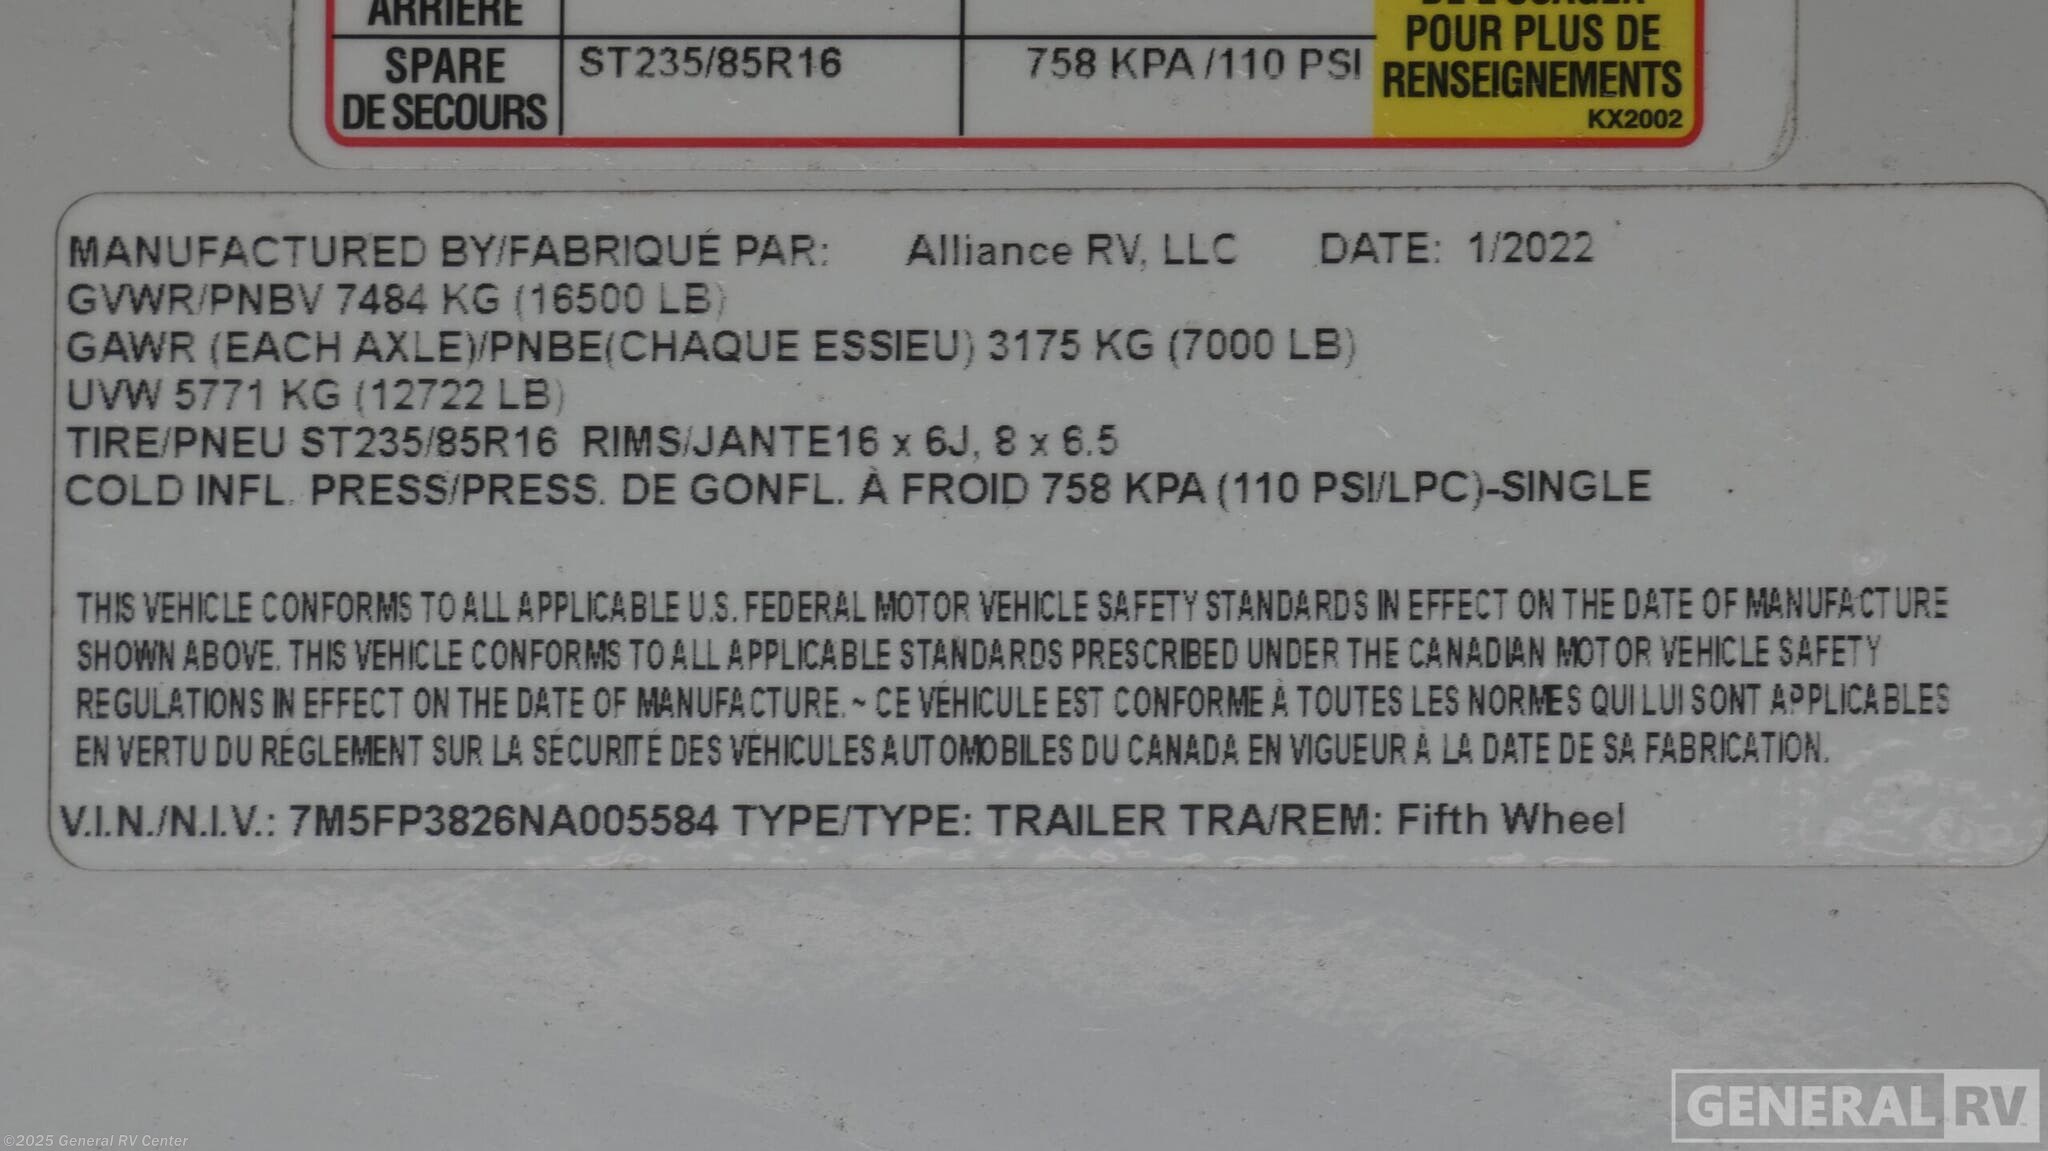 ARRIÈRE
POUR PLUS DE
SPARE ST235/85R16 758 KPA /110 PSI RENSEIGNEMENTS
DE SECOURS KX2002
MANUFACTURED BY/FABRIQUÉ PAR: Alliance RV, LLC DATE: 1/2022
GVWR/PNBV 7484 KG (16500 LB)
GAWR (EACH AXLE)/PNBE(CHAQUE ESSIEU) 3175 KG (7000 LB)
UVW 5771 KG (12722 LB)
TIRE/PNEU ST235/85R16 RIMS/JANTE16 x 6J, 8 x 6.5
COLD INFL. PRESS/PRESS. DE GONFL. À FROID 758 KPA (110 PSI/LPC)-SINGLE
THIS VEHICLE CONFORMS TO ALL APPLICABLE U.S. FEDERAL MOTOR VEHICLE SAFETY STANDARDS IN EFFECT ON THE DATE OF MANUFACTURE
SHOWN ABOVE. THIS VEHICLE CONFORMS TO ALL APPLICABLE STANDARDS PRESCRIBED UNDER THE CANADIAN MOTOR VEHICLE SAFETY
REGULATIONS IN EFFECT ON THE DATE OF MANUFACTURE. ~ CE VÉHICULE EST CONFORME À TOUTES LES NORMES QUI LUI SONT APPLICABLES
EN VERTU DU RÉGLEMENT SUR LA SÉCURITÉ DES VÉHICULES AUTOMOBILES DU CANADA EN VIGUEUR À LA DATE DE SA FABRICATION.
V.I.N./N.I.V.: 7M5FP3826NA005584 TYPE/TYPE: TRAILER TRA/REM: Fifth Wheel
GENERAL RV
©2025 General RV Center